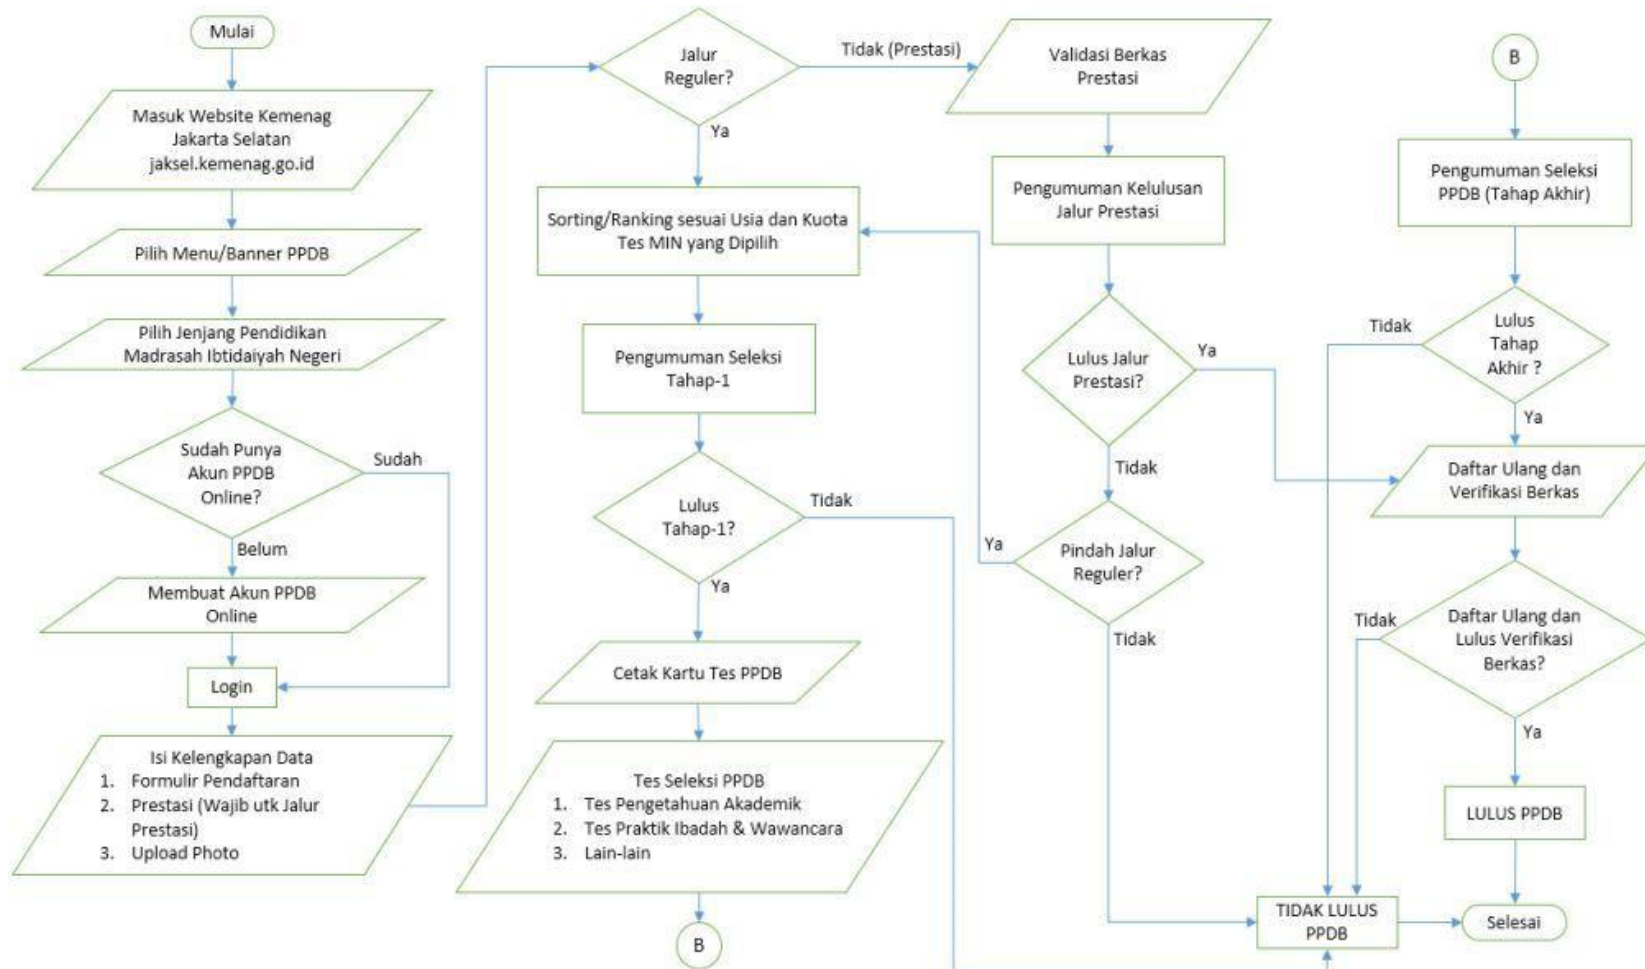 Mulai
Masuk Website Kemenag
Jakarta Selatan
jaksel.kemenag.go.id
Pilih Menu/Banner PPDB
Pilih Jenjang Pendidikan
Madrasah Ibtidaiyah Negeri
Sudah Punya
Akun PPDB
Online?
Sudah
Belum
Membuat Akun PPDB
Online
Login
Isi Kelengkapan Data
1. Formulir Pendaftaran
2. Prestasi (Wajib utk Jalur
Prestasi)
3. Upload Photo
Jalur
Reguler?
Tidak (Prestasi)
Ya
Sorting/Ranking sesuai Usia dan Kuota
Tes MIN yang Dipilih
Pengumuman Seleksi
Tahap-1
Lulus
Tahap-1?
Tidak
Ya
Cetak Kartu Tes PPDB
Tes Seleksi PPDB
1. Tes Pengetahuan Akademik
2. Tes Praktik Ibadah & Wawancara
3. Lain-lain
B
Validasi Berkas
Prestasi
Pengumuman Kelulusan
Jalur Prestasi
Lulus Jalur
Prestasi?
Ya
Tidak
Pindah Jalur
Reguler?
Ya
Tidak
B
Pengumuman Seleksi
PPDB (Tahap Akhir)
Lulus
Tahap
Akhir ?
Tidak
Ya
Daftar Ulang dan
Verifikasi Berkas
Daftar Ulang dan
Lulus Verifikasi
Berkas?
Tidak
Ya
LULUS PPDB
TIDAK LULUS
PPDB
Selesai